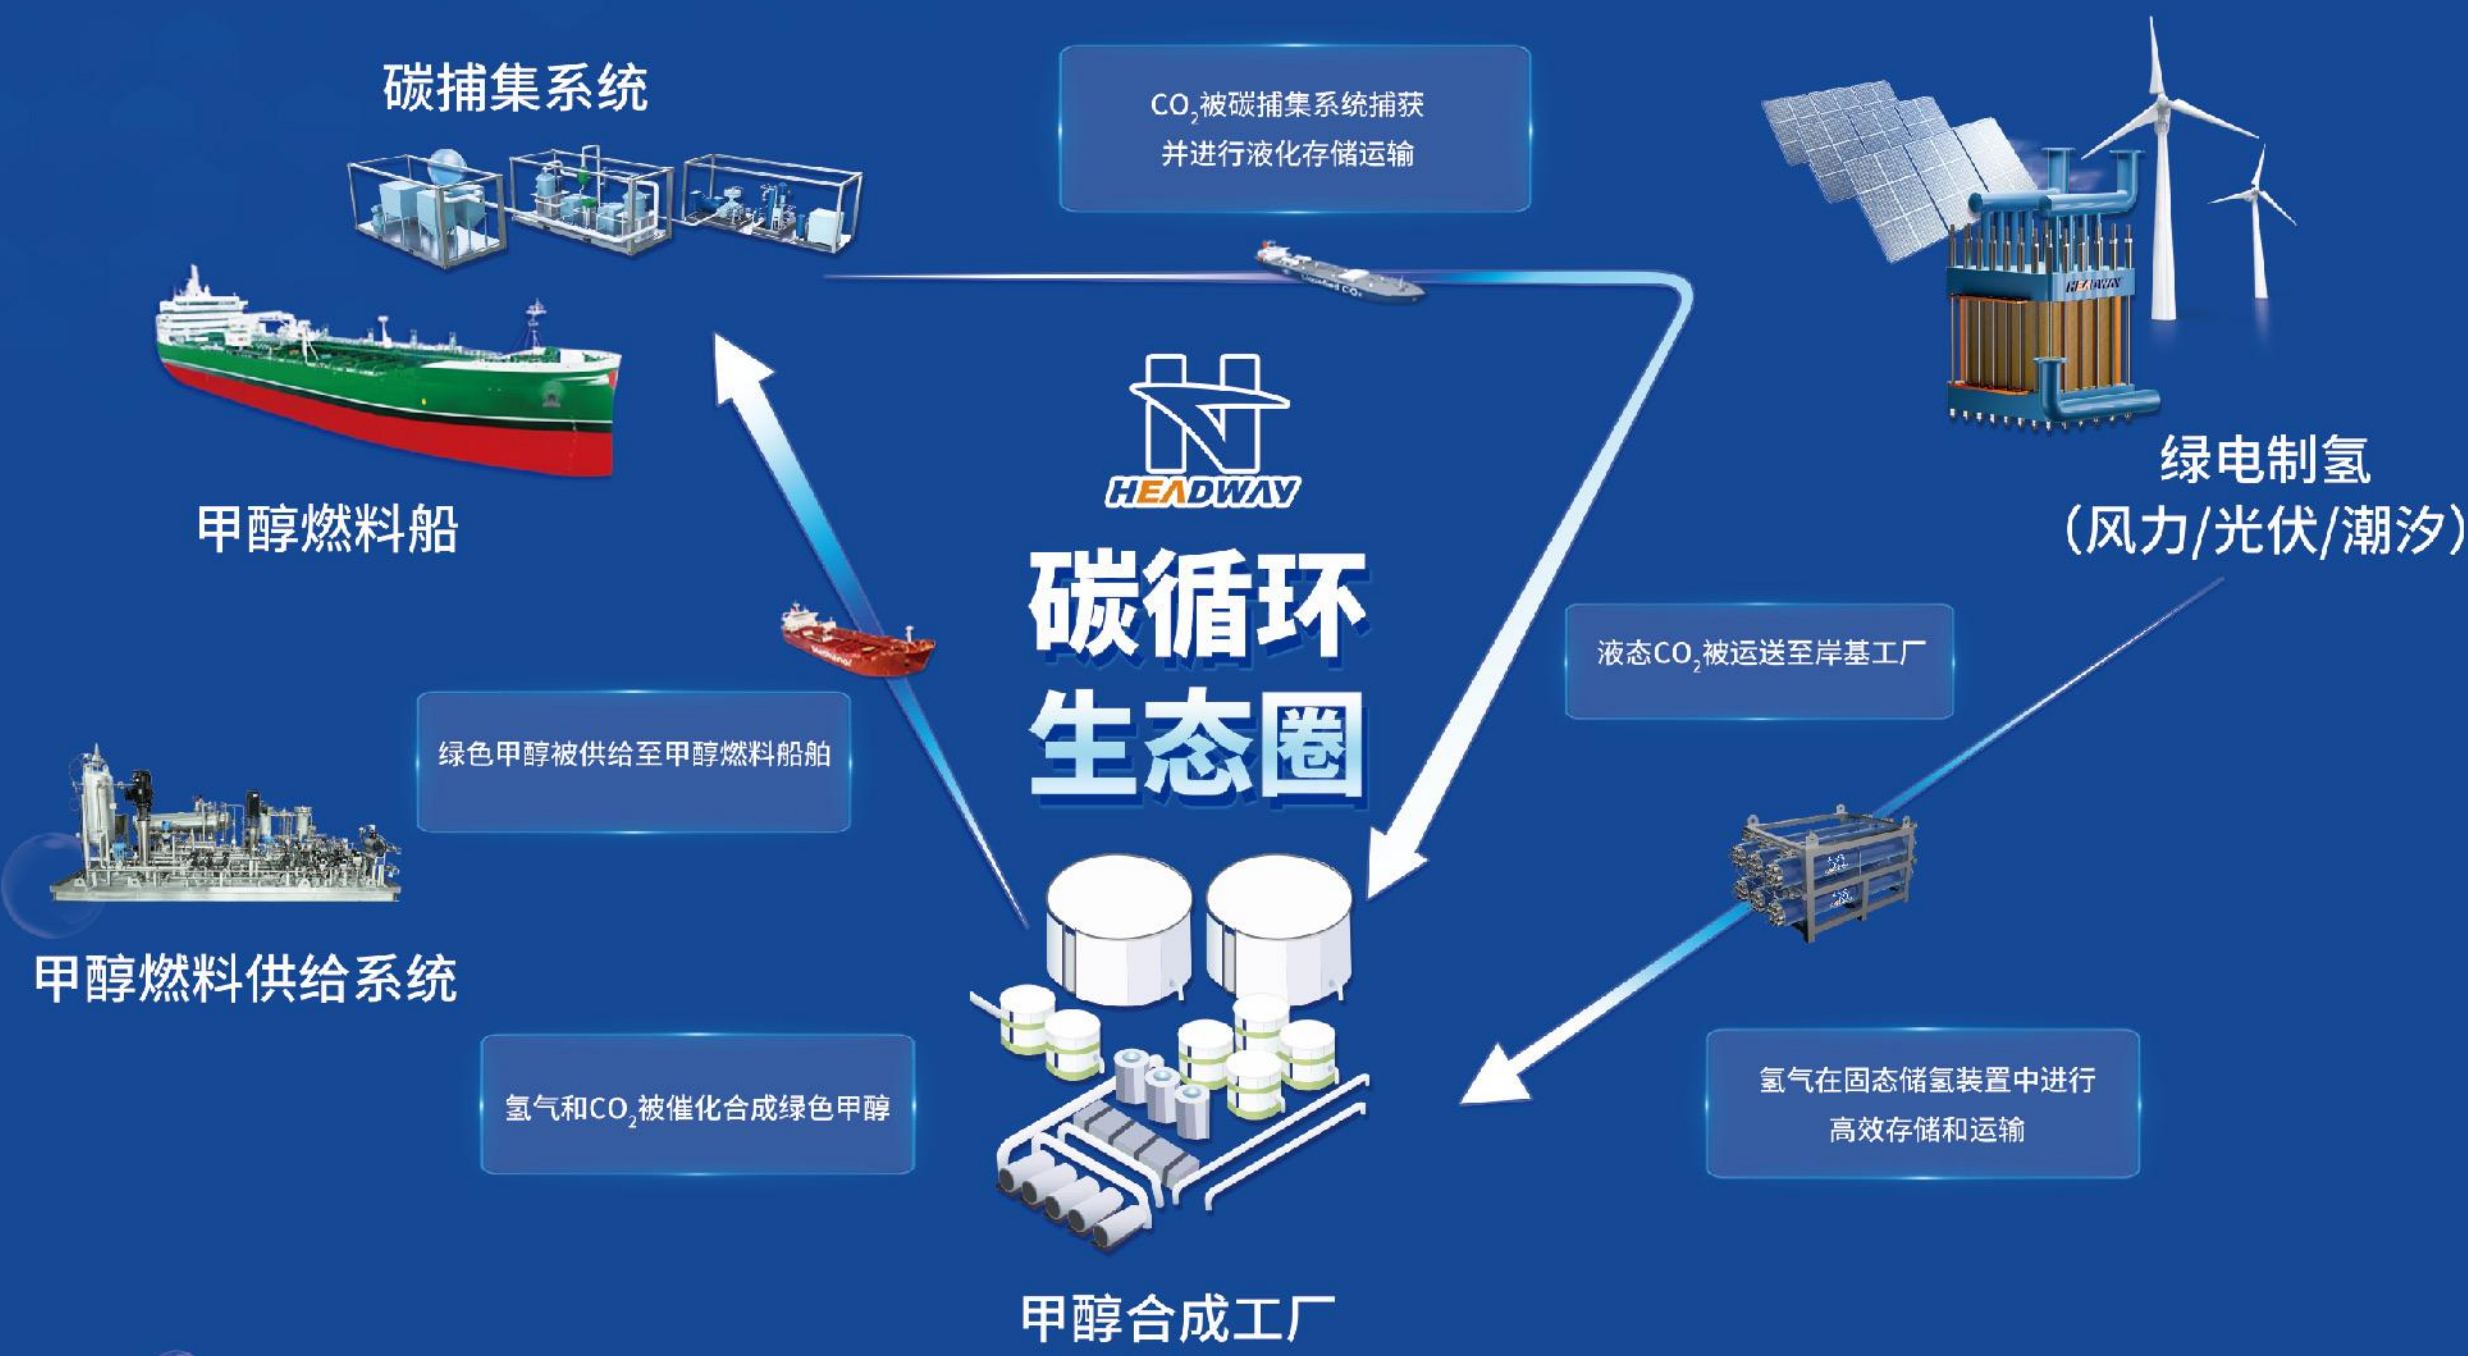 碳捕集系统
CO₂被碳捕集系统捕获
并进行液化存储运输
Liquefied CO₂
HEADWAY
绿电制氢
（风力/光伏/潮汐）
甲醇燃料船
HEADWAY
碳循环
生态圈
Methanol
液态CO₂被运送至岸基工厂
绿色甲醇被供给至甲醇燃料船舶
甲醇燃料供给系统
氢气和CO₂被催化合成绿色甲醇
氢气在固态储氢装置中进行
高效存储和运输
甲醇合成工厂